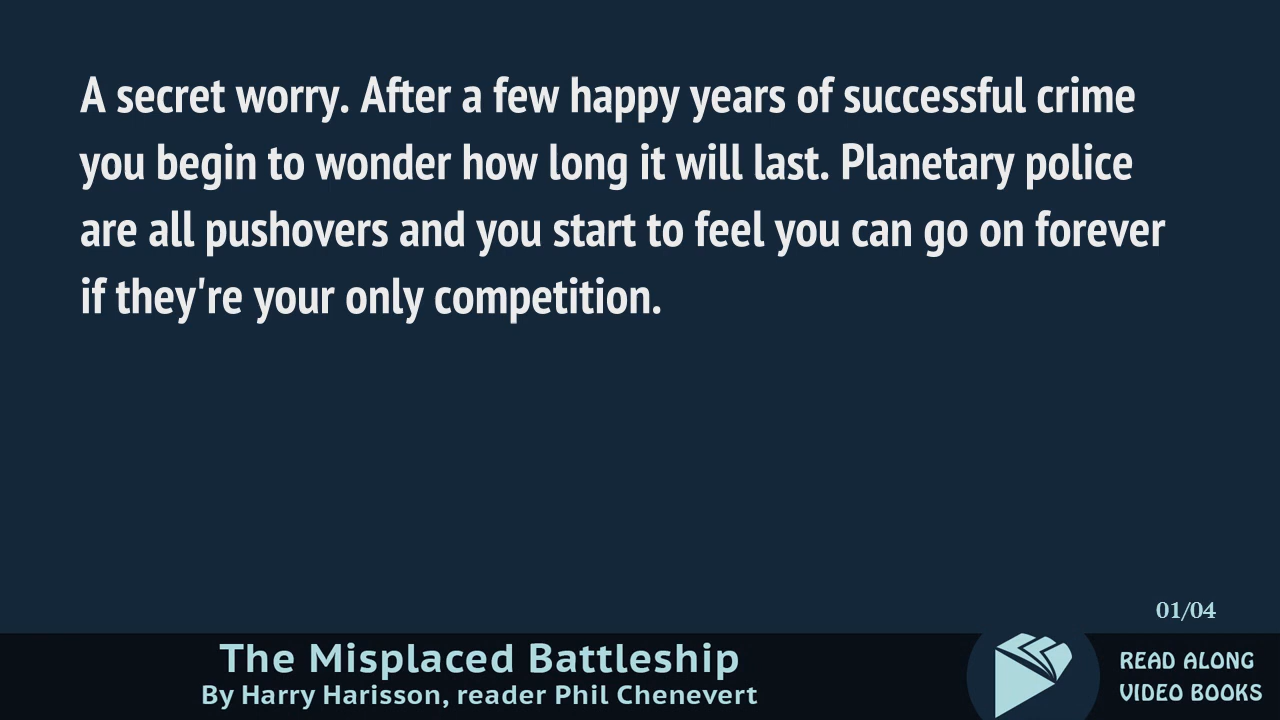 A secret worry. After a few happy years of successful crime
you begin to wonder how long it will last. Planetary police
are all pushovers and you start to feel you can go on forever
if they're your only competition.
01/04
The Misplaced Battleship
By Harry Harisson, reader Phil Chenevert
READ ALONG
VIDEO BOOKS